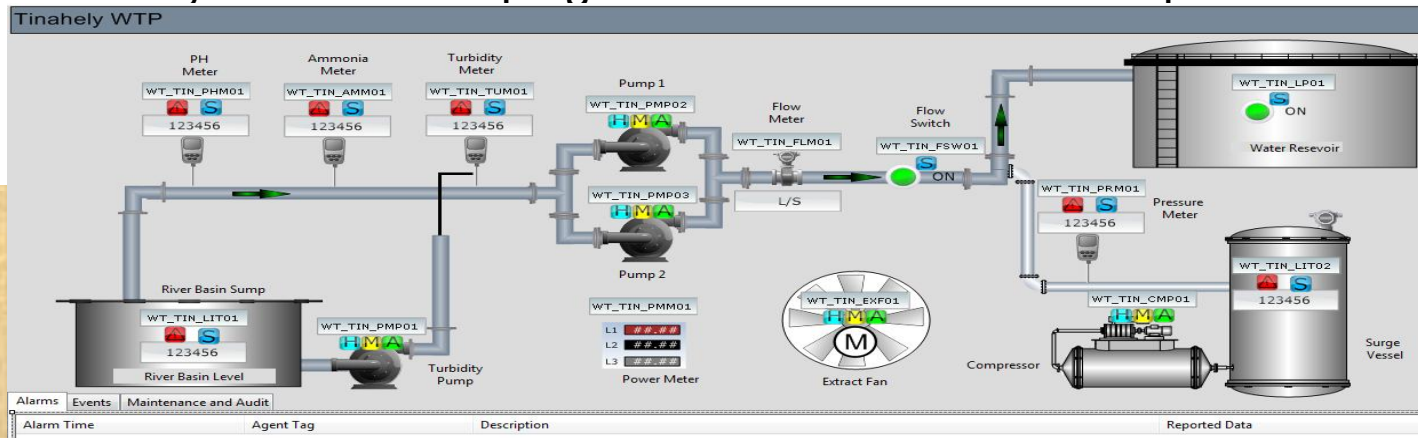 Tinahely WTP
PH
Meter
WT_TIN_PHM01
S
123456
Ammonia
Meter
WT_TIN_AMM01
S
123456
Turbidity
Meter
WT_TIN_TUM01
S
123456
Pump 1
WT_TIN_PMP02
H M A
WT_TIN_PMP03
H M A
Pump 2
Flow
Meter
WT_TIN_FLM01
L/S
Flow
Switch
WT_TIN_FSW01
S
ON
WT_TIN_LP01
S
ON
Water Resevoir
WT_TIN_PRM01
S
123456
Pressure
Meter
River Basin Sump
WT_TIN_LIT01
S
123456
River Basin Level
WT_TIN_PMP01
H M A
Turbidity
Pump
WT_TIN_PMM01
L1 ##.##
L2 ##.##
L3 ##.##
Power Meter
WT_TIN_EXF01
H M A
M
Extract Fan
WT_TIN_CMP01
H M A
Compressor
WT_TIN_LIT02
S
123456
Surge
Vessel
Alarms Events Maintenance and Audit
Alarm Time Agent Tag Description Reported Data